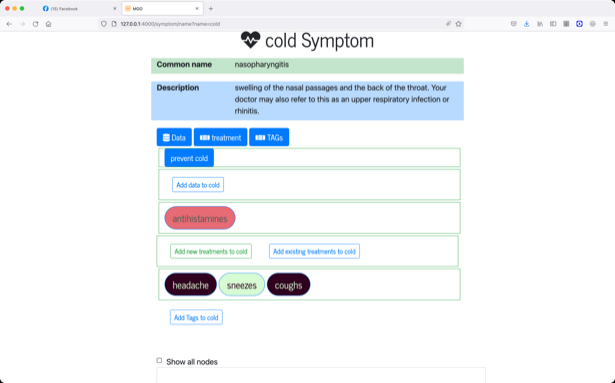 (15) Facebook
MGO
127.0.0.1:4000/symptom/name?name=cold
cold Symptom
Common name nasopharyngitis
Description swelling of the nasal passages and the back of the throat. Your
doctor may also refer to this as an upper respiratory infection or
rhinitis.
Data treatment TAGs
prevent cold
Add data to cold
antihistamines
Add new treatments to cold Add existing treatments to cold
headache sneezes coughs
Add Tags to cold
Show all nodes